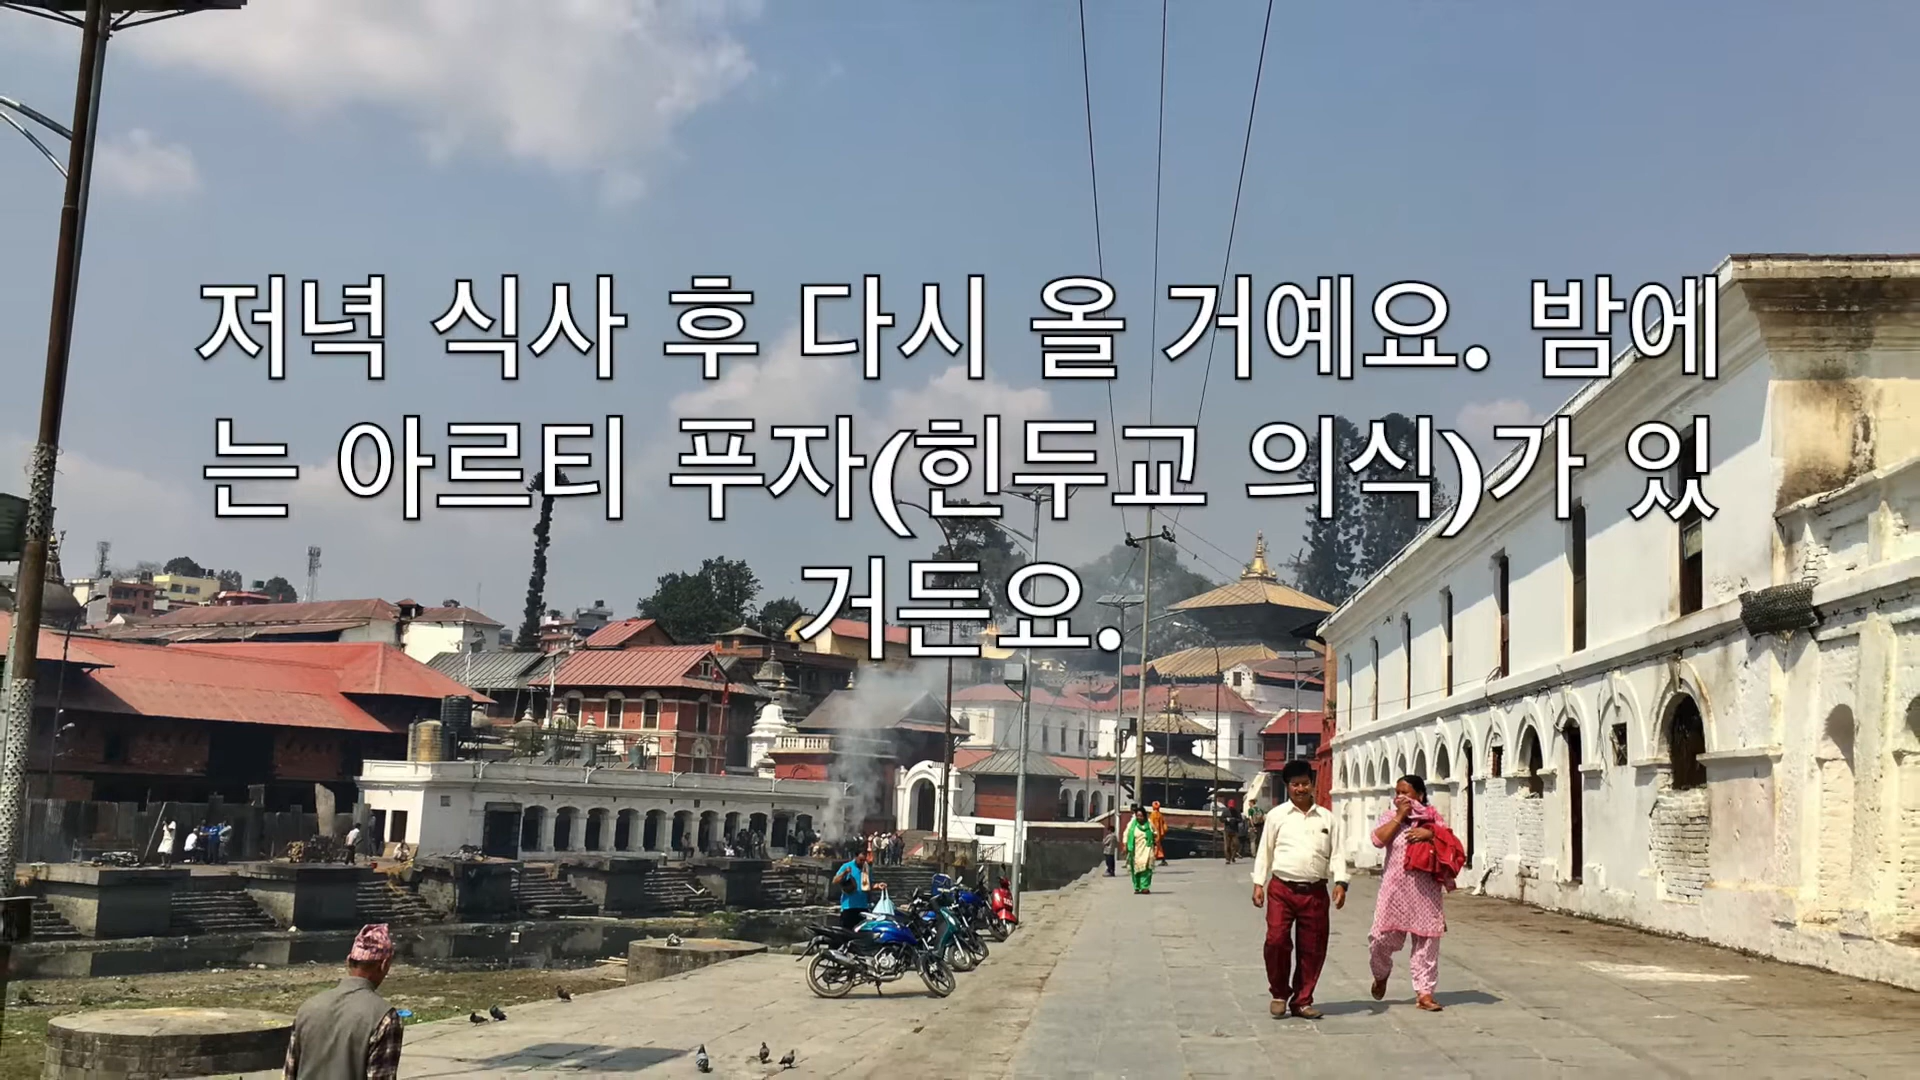 저녁 식사 후 다시 올 거예요. 밤에
는 아르티 푸자(힌두교 의식)가 있
거든요.